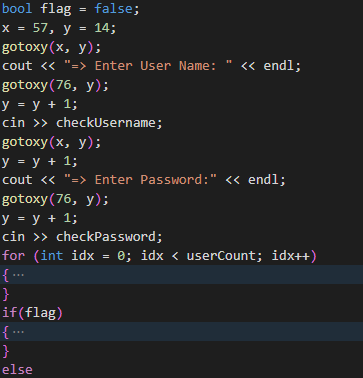 bool flag = false;
x = 57, y = 14;
gotoxy(x, y);
cout << "=> Enter User Name: " << endl;
gotoxy(76, y);
y = y + 1;
cin >> checkUsername;
gotoxy(x, y);
y = y + 1;
cout << "=> Enter Password:" << endl;
gotoxy(76, y);
y = y + 1;
cin >> checkPassword;
for (int idx = 0; idx < userCount; idx++)
{ ⋯
}
if(flag)
{ ⋯
}
else